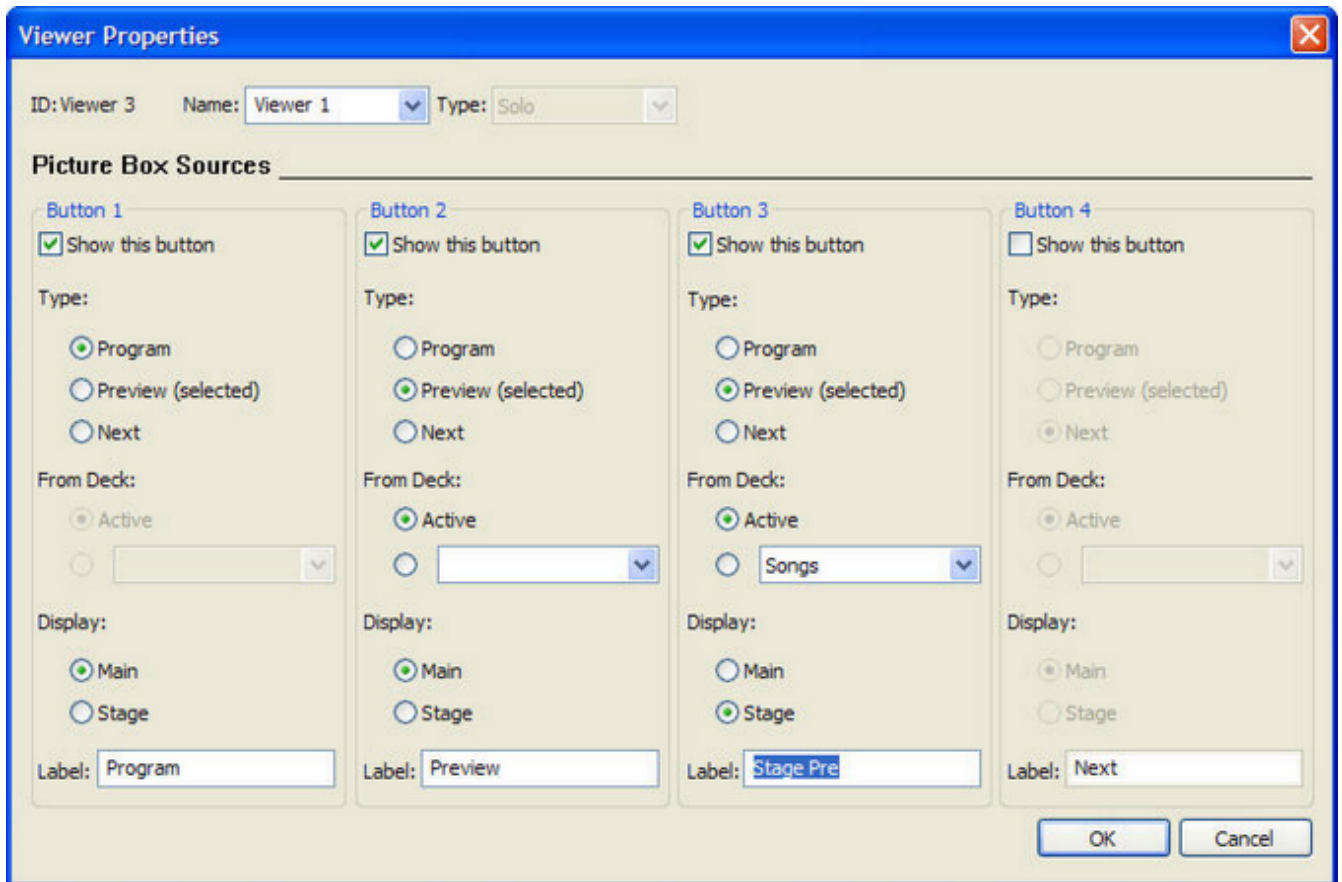 Viewer Properties
ID: Viewer 3 Name: Viewer 1 Type: Solo
Picture Box Sources
Button 1
Show this button
Type:
Program
Preview (selected)
Next
From Deck:
Active
Display:
Main
Stage
Label: Program
Button 2
Show this button
Type:
Program
Preview (selected)
Next
From Deck:
Active
Display:
Main
Stage
Label: Preview
Button 3
Show this button
Type:
Program
Preview (selected)
Next
From Deck:
Active
Songs
Display:
Main
Stage
Label: Stage Pre
Button 4
Show this button
Type:
Program
Preview (selected)
Next
From Deck:
Active
Display:
Main
Stage
Label: Next
OK Cancel